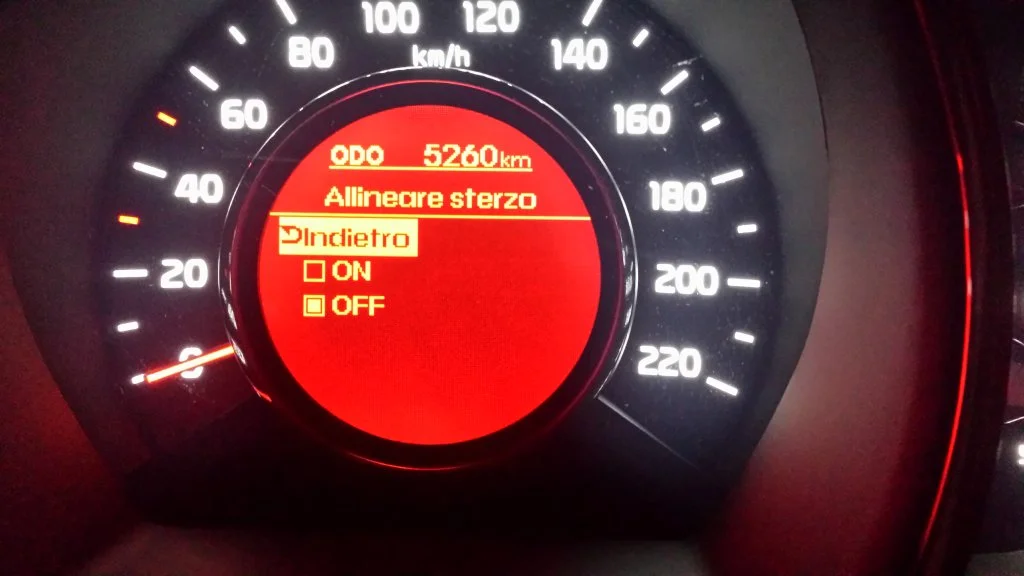 100 120
80 km/h 140
60 160
ODO 5260km
Allineare sterzo
40 180
Indietro
20 ON 200
OFF
0 220